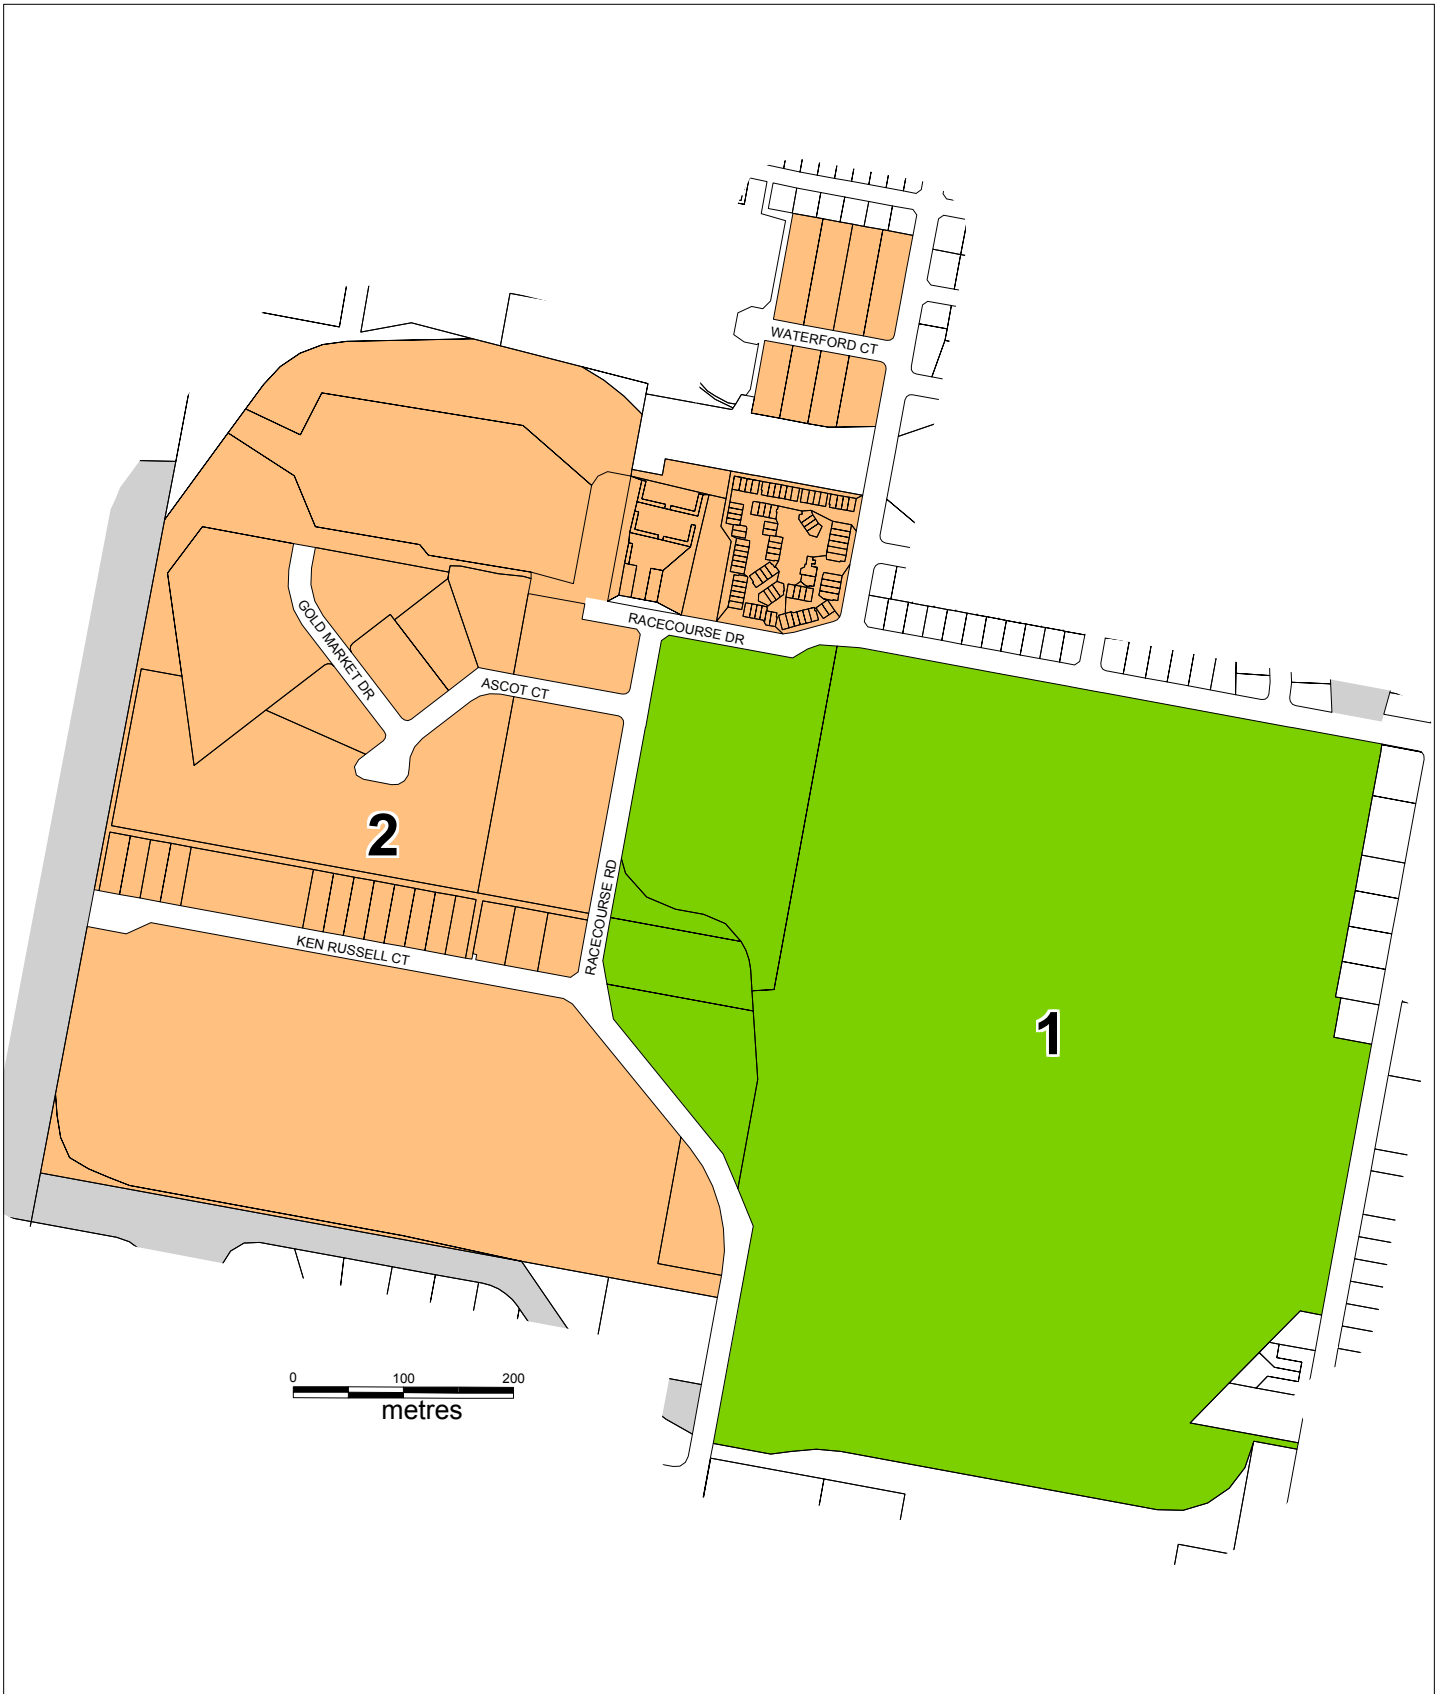 WATERFORD CT
RACECOURSE DR
GOLD MARKET DR
ASCOT CT
2
RACECOURSE RD
KEN RUSSELL CT
1
0 100 200
metres